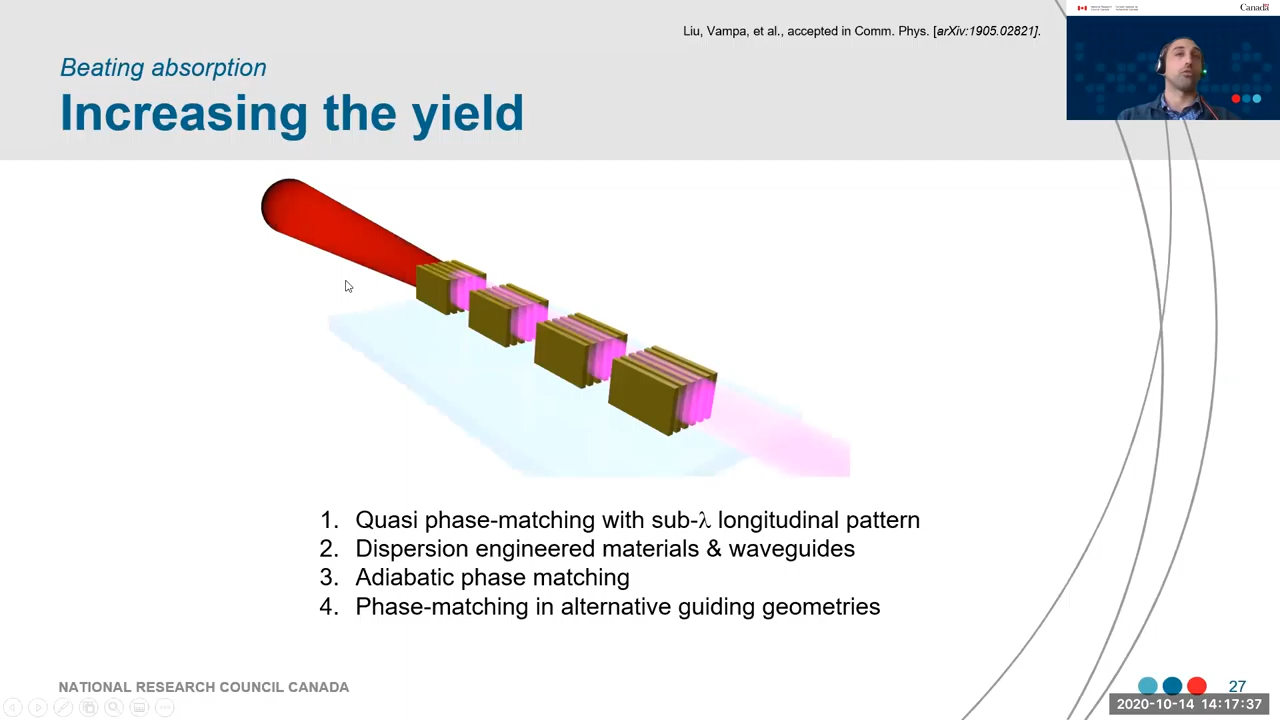 Liu, Vampa, et al., accepted in Comm. Phys. [arXiv:1905.02821].
Canada
Beating absorption
Increasing the yield
1. Quasi phase-matching with sub-λ longitudinal pattern
2. Dispersion engineered materials & waveguides
3. Adiabatic phase matching
4. Phase-matching in alternative guiding geometries
NATIONAL RESEARCH COUNCIL CANADA
27
2020-10-14 14:17:37